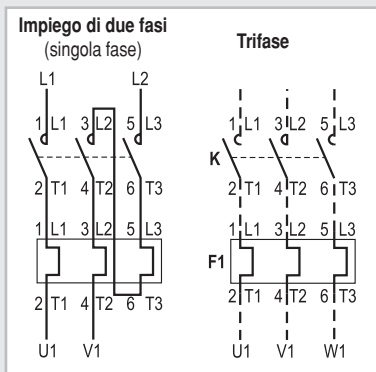 Impiego di due fasi
(singola fase)
Trifase
L1 L2
1 L1 3 L2 5 L3
2 T1 4 T2 6 T3
1 L1 3 L2 5 L3
2 T1 4 T2 6 T3
U1 V1
1 L1 3 L2 5 L3
K
2 T1 4 T2 6 T3
1 L1 3 L2 5 L3
F1
2 T1 4 T2 6 T3
U1 V1 W1